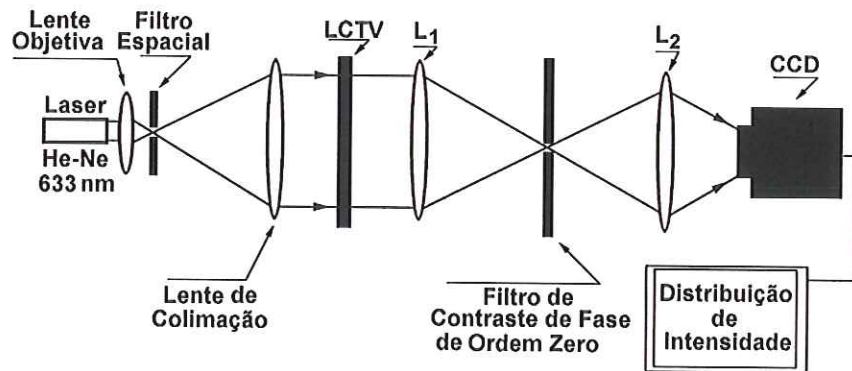 Lente
Objetiva
Filtro
Espacial
LCTV
L1
L2
CCD
Laser
He-Ne
633 nm
Lente de
Colimação
Filtro de
Contraste de Fase
de Ordem Zero
Distribuição
de
Intensidade